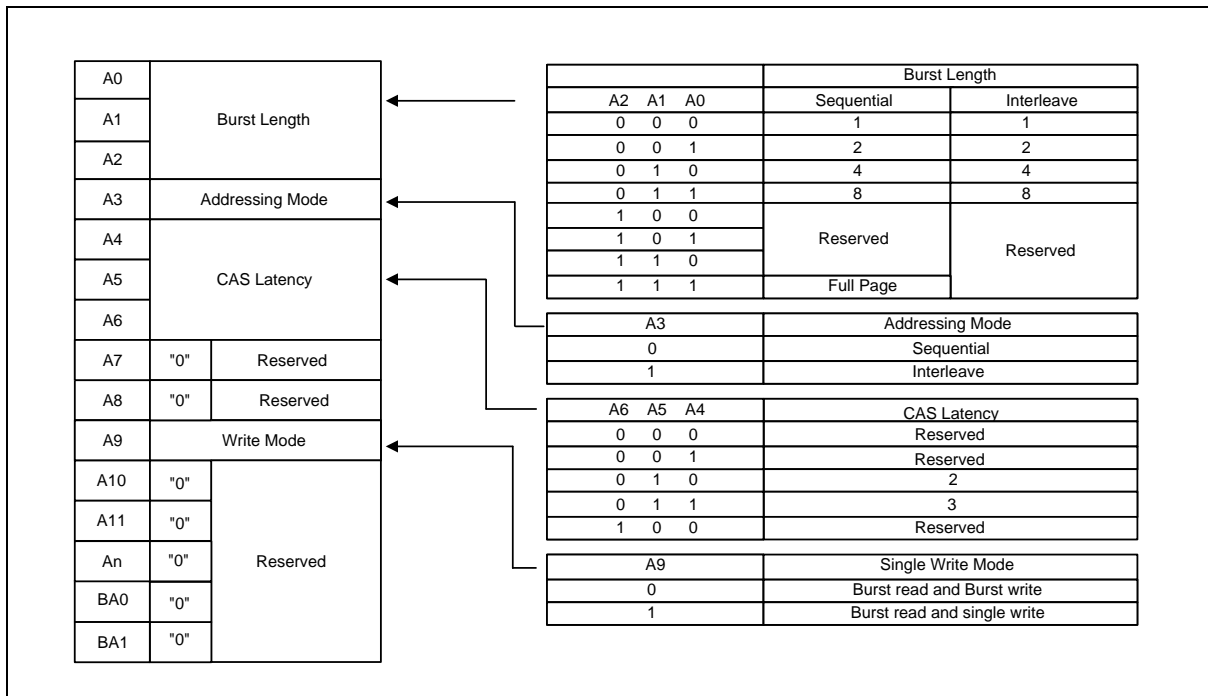 A0
A1
A2
Burst Length
A3 Addressing Mode
A4
A5
A6
CAS Latency
A7 "0" Reserved
A8 "0" Reserved
A9 Write Mode
A10 "0"
A11 "0"
An "0"
BA0 "0"
BA1 "0"
Reserved
Burst Length
A2 A1 A0 Sequential Interleave
0 0 0 1 1
0 0 1 2 2
0 1 0 4 4
0 1 1 8 8
1 0 0
1 0 1
1 1 0
Reserved
1 1 1 Full Page
Reserved
A3 Addressing Mode
0 Sequential
1 Interleave
A6 A5 A4 CAS Latency
0 0 0 Reserved
0 0 1 Reserved
0 1 0 2
0 1 1 3
1 0 0 Reserved
A9 Single Write Mode
0 Burst read and Burst write
1 Burst read and single write